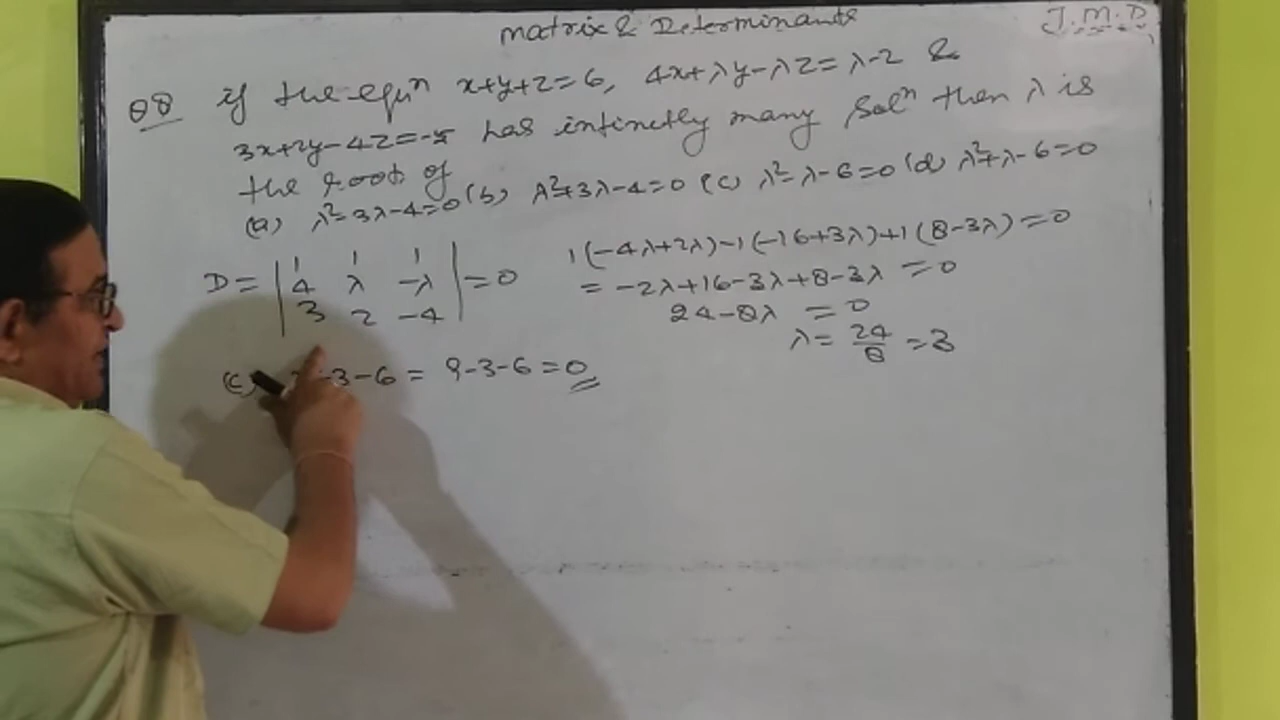 matrix & Determinants
J.M.D
Q8 if the eqnⁿ x+y+z=6, 4x+λy-λz=λ-2 &
3x+2y-4z=-5 has infinetly many Solⁿ then λ is
the root of
(a) λ²-3λ-4=0 (b) λ²+3λ-4=0 (c) λ²-λ-6=0 (d) λ²+λ-6=0
D = | 1 1 1 |
| 4 λ -λ | = 0
| 3 2 -4 |
1(-4λ+2λ)-1(-16+3λ)+1(8-3λ)=0
= -2λ+16-3λ+8-3λ = 0
24-8λ = 0
λ = 24/8 = 3
(c) -3-6 = 9-3-6 = 0